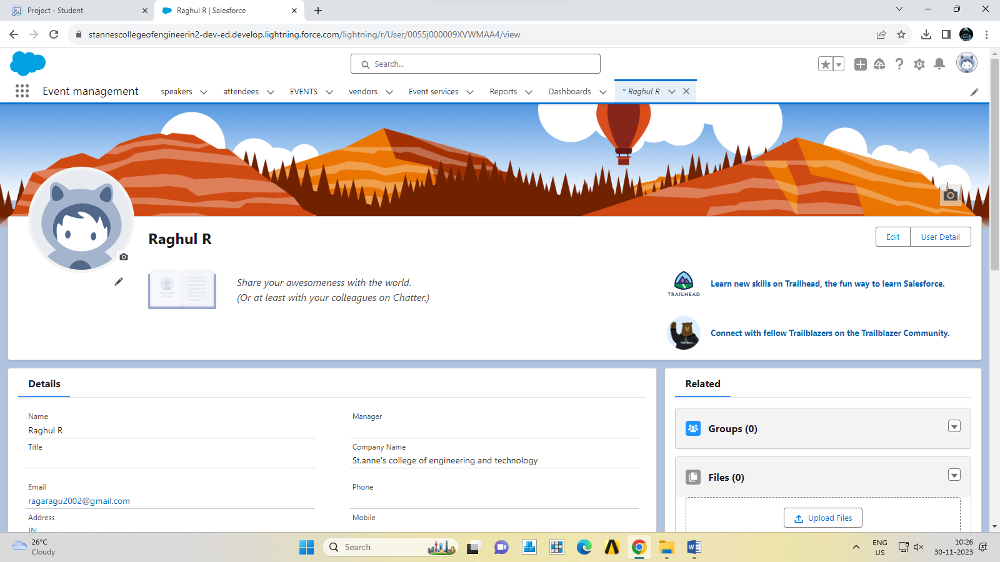 Project - Student
Raghul R | Salesforce
stannescollegeofengineerin2-dev-ed.develop.lightning.force.com/lightning/r/User/0055j000009XVWMAA4/view
Search...
Event management
speakers
attendees
EVENTS
vendors
Event services
Reports
Dashboards
* Raghul R
Raghul R
Edit
User Detail
Share your awesomeness with the world.
(Or at least with your colleagues on Chatter.)
TRAILHEAD
Learn new skills on Trailhead, the fun way to learn Salesforce.
Connect with fellow Trailblazers on the Trailblazer Community.
Details
Name
Raghul R
Manager
Title
Company Name
St.anne's college of engineering and technology
Email
ragaragu2002@gmail.com
Phone
Address
IN
Mobile
Related
Groups (0)
Files (0)
Upload Files
26°C
Cloudy
Search
ENG
US
10:26
30-11-2023